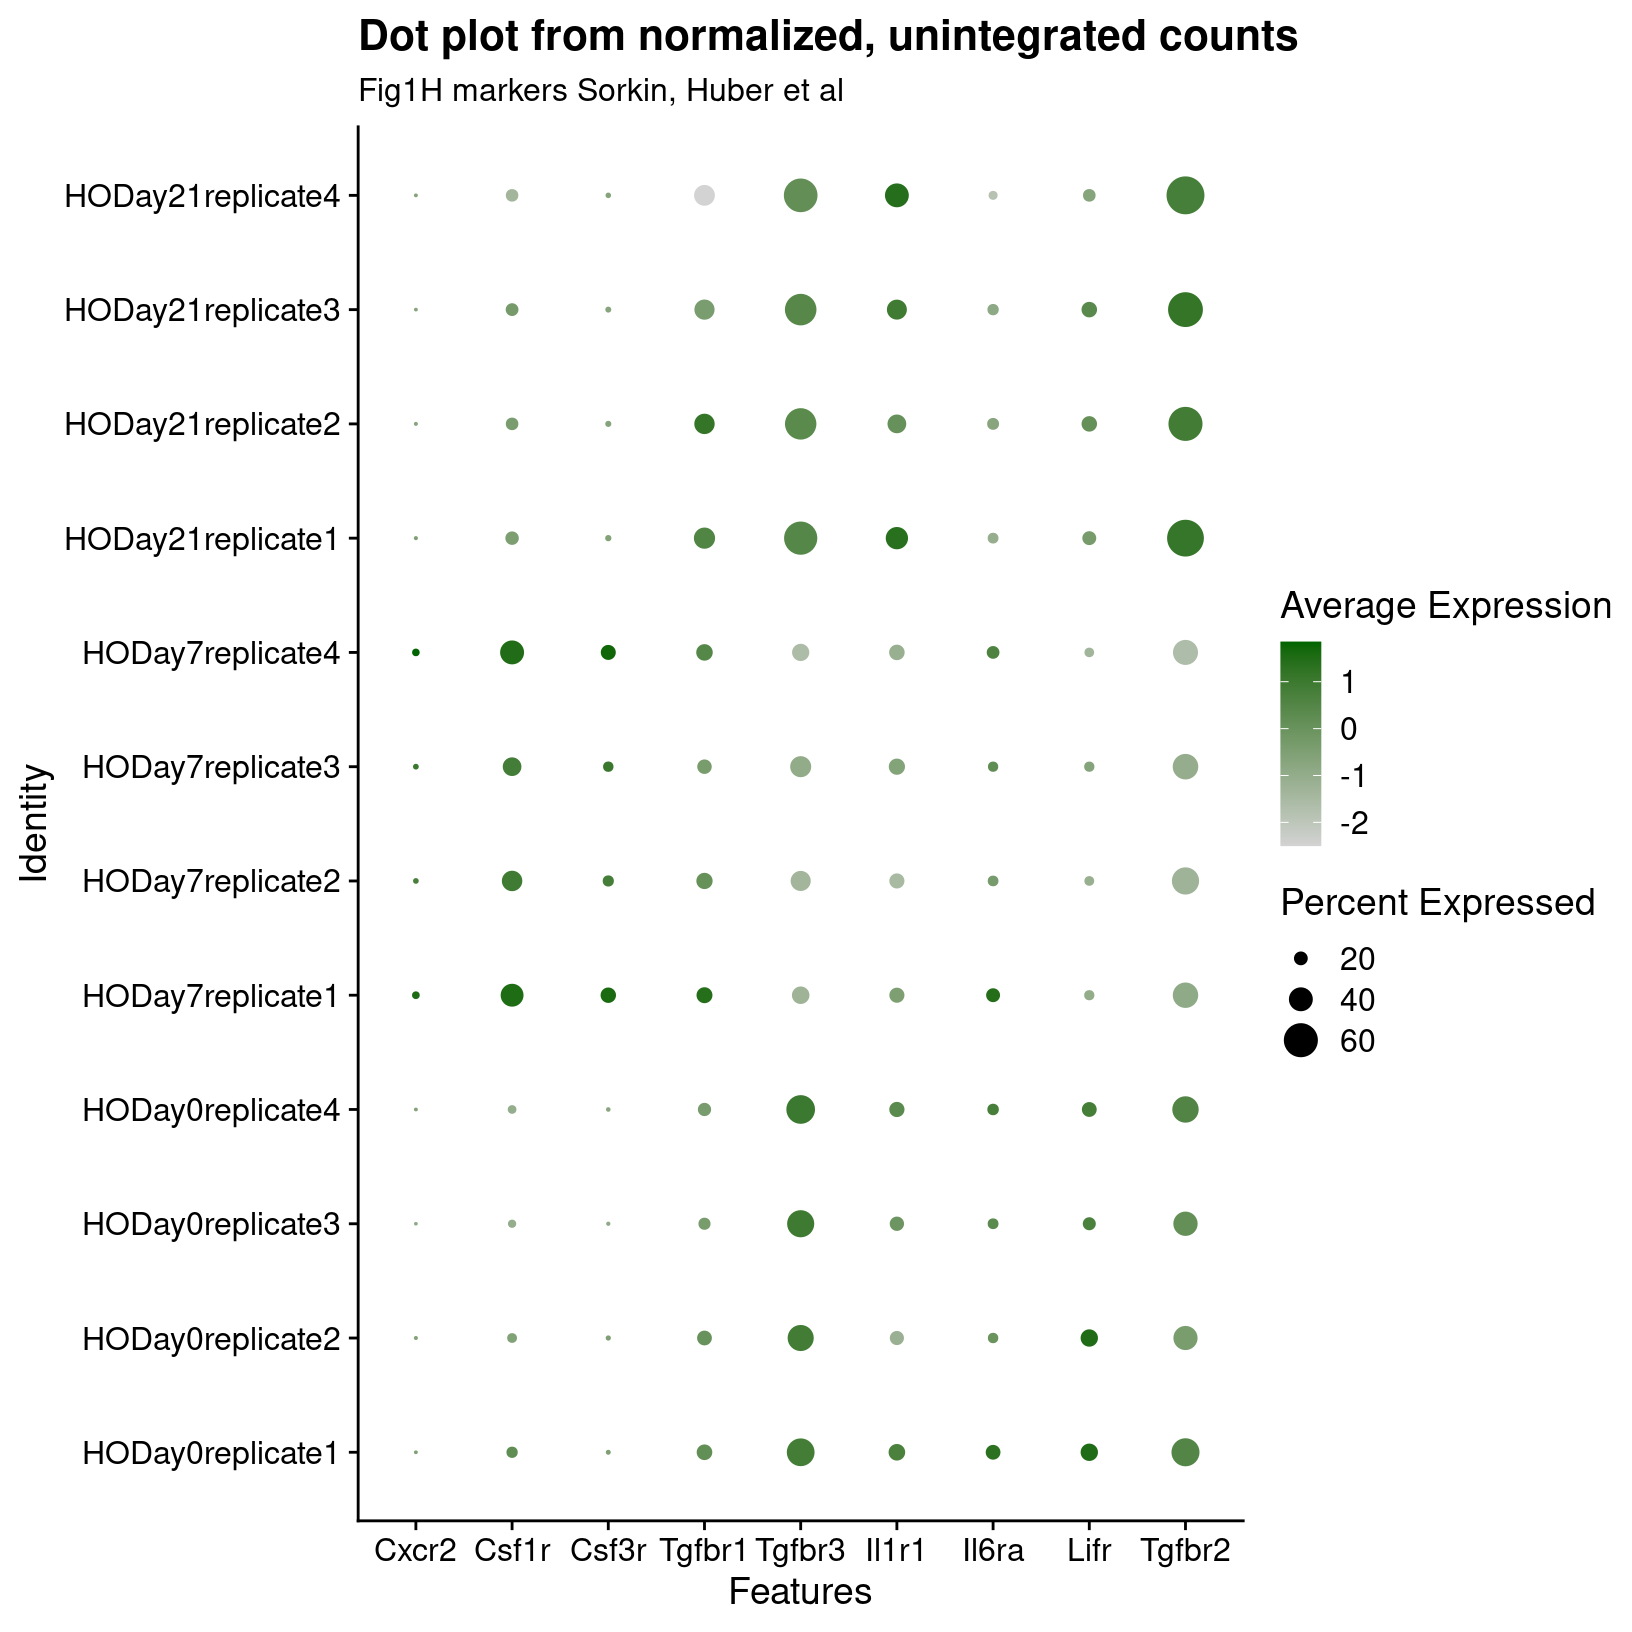 Dot plot from normalized, unintegrated counts
Fig1H markers Sorkin, Huber et al
HODay21replicate4
HODay21replicate3
HODay21replicate2
HODay21replicate1
HODay7replicate4
HODay7replicate3
HODay7replicate2
HODay7replicate1
HODay0replicate4
HODay0replicate3
HODay0replicate2
HODay0replicate1
Identity
Cxcr2 Csf1r Csf3r Tgfbr1 Tgfbr3 Il1r1 Il6ra Lifr Tgfbr2
Features
Average Expression
1
0
-1
-2
Percent Expressed
20
40
60